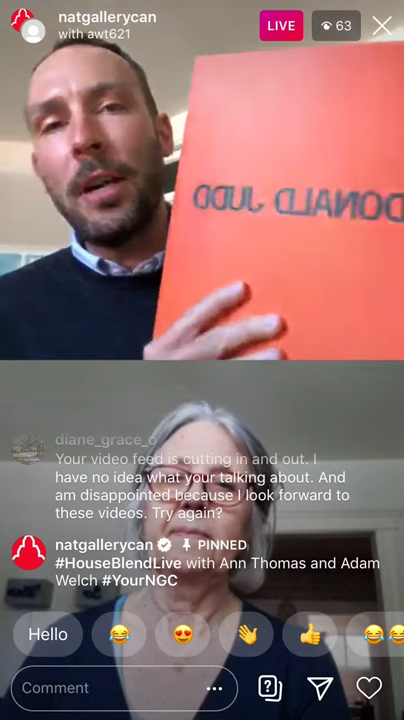 natgallerycan
with awt621
LIVE
63
DONALD JUDD
diane_grace_o
Your video feed is cutting in and out. I
have no idea what your talking about. And
am disappointed because I look forward to
these videos. Try again?
natgallerycan PINNED
#HouseBlendLive with Ann Thomas and Adam
Welch #YourNGC
Hello
Comment